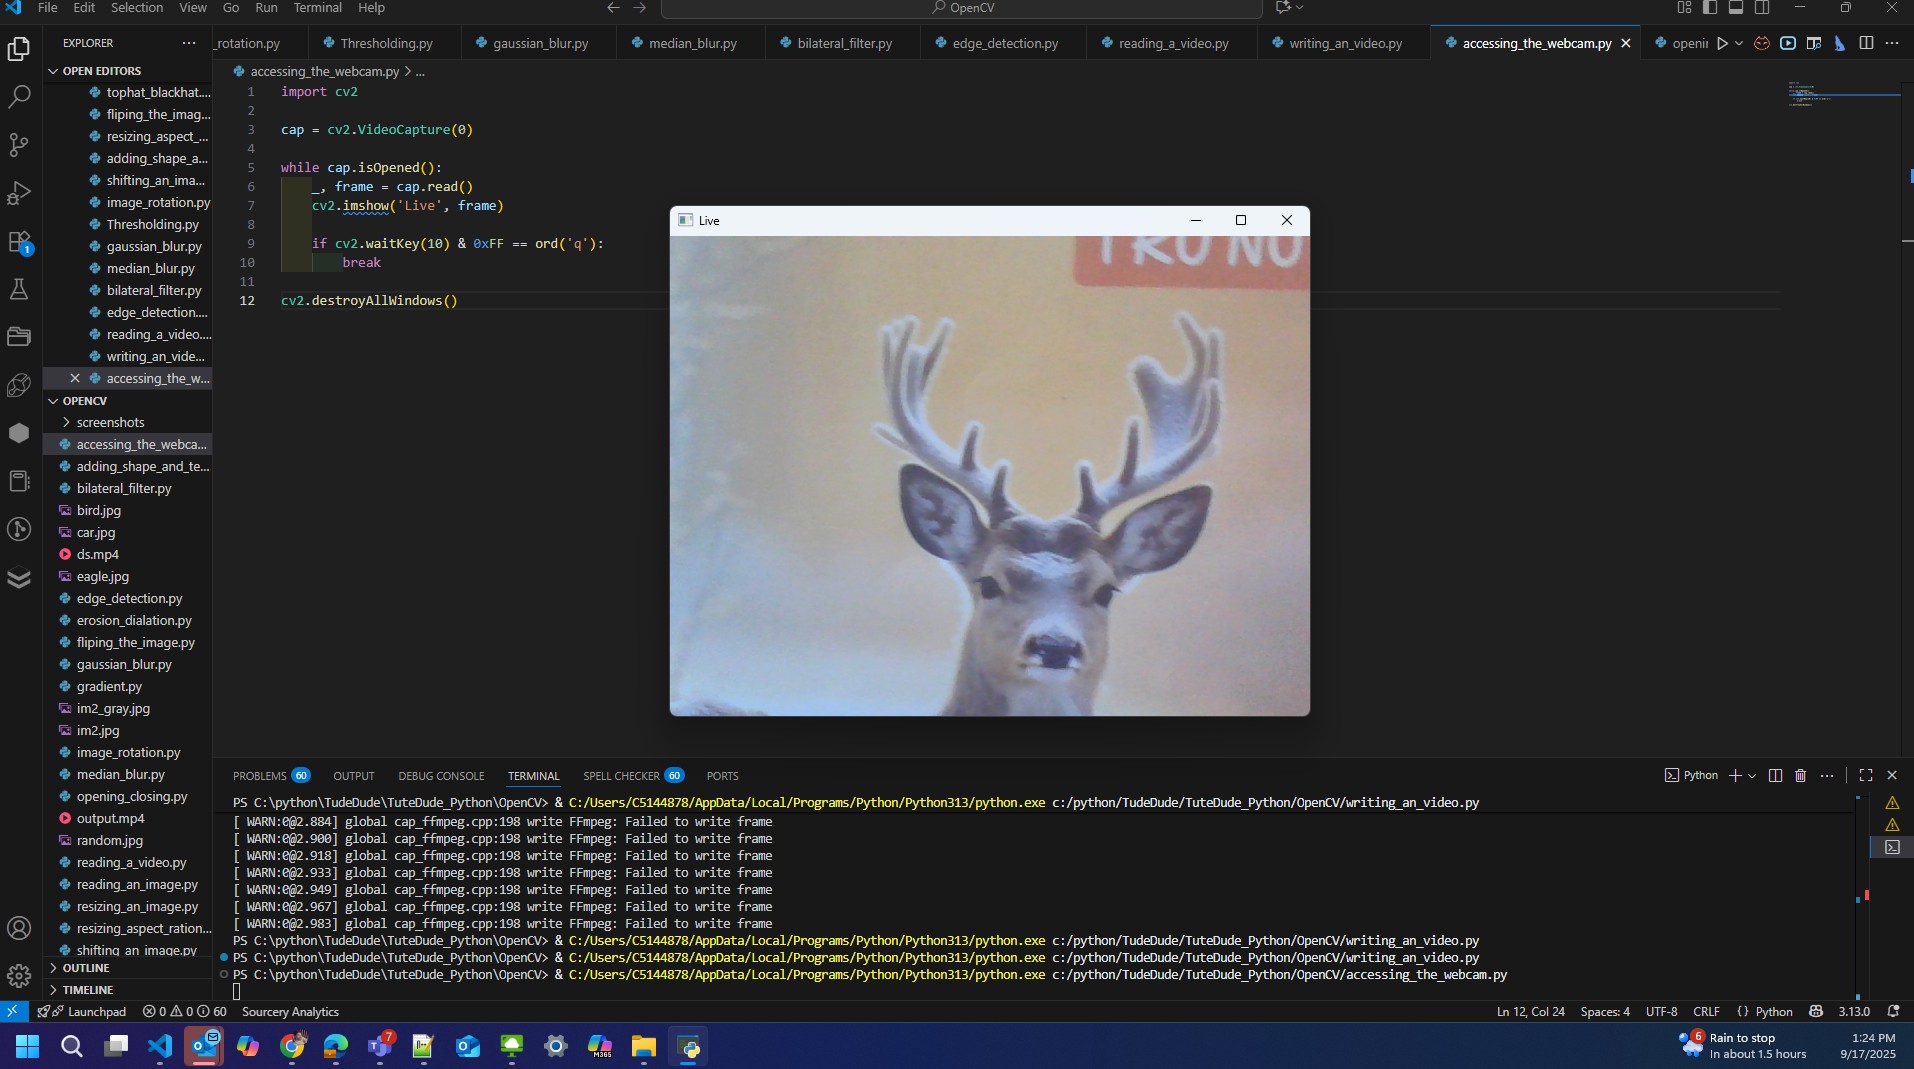 File Edit Selection View Go Run Terminal Help
OpenCV
EXPLORER
_rotation.py
Thresholding.py
gaussian_blur.py
median_blur.py
bilateral_filter.py
edge_detection.py
reading_a_video.py
writing_an_video.py
accessing_the_webcam.py
openir
OPEN EDITORS
tophat_blackhat....
fliping_the_imag...
resizing_aspect_...
adding_shape_a...
shifting_an_ima...
image_rotation.py
Thresholding.py
gaussian_blur.py
median_blur.py
bilateral_filter.py
edge_detection....
reading_a_video....
writing_an_vide...
accessing_the_w...
OPENCV
screenshots
accessing_the_webca...
adding_shape_and_te...
bilateral_filter.py
bird.jpg
car.jpg
ds.mp4
eagle.jpg
edge_detection.py
erosion_dialation.py
fliping_the_image.py
gaussian_blur.py
gradient.py
im2_gray.jpg
im2.jpg
image_rotation.py
median_blur.py
opening_closing.py
output.mp4
random.jpg
reading_a_video.py
reading_an_image.py
resizing_an_image.py
resizing_aspect_ration...
shifting_an_image.py
OUTLINE
TIMELINE
1
accessing_the_webcam.py > ...
1 import cv2
2
3 cap = cv2.VideoCapture(0)
4
5 while cap.isOpened():
6 _, frame = cap.read()
7 cv2.imshow('Live', frame)
8
9 if cv2.waitKey(10) & 0xFF == ord('q'):
10 break
11
12 cv2.destroyAllWindows()
Live
PROBLEMS 60 OUTPUT DEBUG CONSOLE TERMINAL SPELL CHECKER 60 PORTS
Python
PS C:\python\TudeDude\TuteDude_Python\OpenCV> & C:/Users/C5144878/AppData/Local/Programs/Python/Python313/python.exe c:/python/TudeDude/TuteDude_Python/OpenCV/writing_an_video.py
[ WARN:0@2.884] global cap_ffmpeg.cpp:198 write FFmpeg: Failed to write frame
[ WARN:0@2.900] global cap_ffmpeg.cpp:198 write FFmpeg: Failed to write frame
[ WARN:0@2.918] global cap_ffmpeg.cpp:198 write FFmpeg: Failed to write frame
[ WARN:0@2.933] global cap_ffmpeg.cpp:198 write FFmpeg: Failed to write frame
[ WARN:0@2.949] global cap_ffmpeg.cpp:198 write FFmpeg: Failed to write frame
[ WARN:0@2.967] global cap_ffmpeg.cpp:198 write FFmpeg: Failed to write frame
[ WARN:0@2.983] global cap_ffmpeg.cpp:198 write FFmpeg: Failed to write frame
PS C:\python\TudeDude\TuteDude_Python\OpenCV> & C:/Users/C5144878/AppData/Local/Programs/Python/Python313/python.exe c:/python/TudeDude/TuteDude_Python/OpenCV/writing_an_video.py
PS C:\python\TudeDude\TuteDude_Python\OpenCV> & C:/Users/C5144878/AppData/Local/Programs/Python/Python313/python.exe c:/python/TudeDude/TuteDude_Python/OpenCV/writing_an_video.py
PS C:\python\TudeDude\TuteDude_Python\OpenCV> & C:/Users/C5144878/AppData/Local/Programs/Python/Python313/python.exe c:/python/TudeDude/TuteDude_Python/OpenCV/accessing_the_webcam.py
Launchpad 0 0 60 Sourcery Analytics
Ln 12, Col 24 Spaces: 4 UTF-8 CRLF {} Python 3.13.0
7
M365
6
Rain to stop
In about 1.5 hours
1:24 PM
9/17/2025